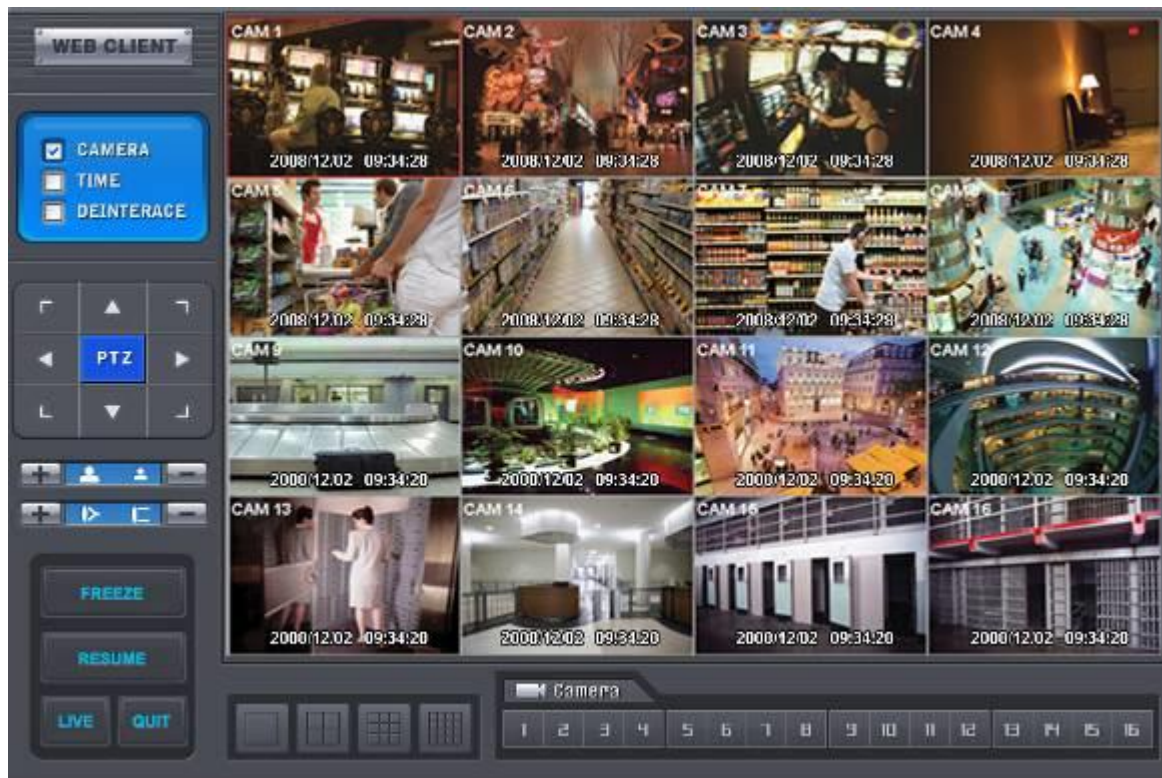 WEB CLIENT
CAMERA
TIME
DEINTERACE
PTZ
FREEZE
RESUME
LIVE QUIT
CAM 1 CAM 2 CAM 3 CAM 4
2008/12/02 09:34:28 2008/12/02 09:34:28 2008/12/02 09:34:28 2008/12/02 09:34:28
CAM 5 CAM 6 CAM 7 CAM 8
2008/12/02 09:34:28 2008/12/02 09:34:28 2008/12/02 09:34:28 2008/12/02 09:34:28
CAM 9 CAM 10 CAM 11 CAM 12
2000/12/02 09:34:20 2000/12/02 09:34:20 2000/12/02 09:34:20 2000/12/02 09:34:20
CAM 13 CAM 14 CAM 15 CAM 16
2000/12/02 09:34:20 2000/12/02 09:34:20 2000/12/02 09:34:20 2000/12/02 09:34:20
Camera
1 2 3 4 5 6 7 8 9 10 11 12 13 14 15 16